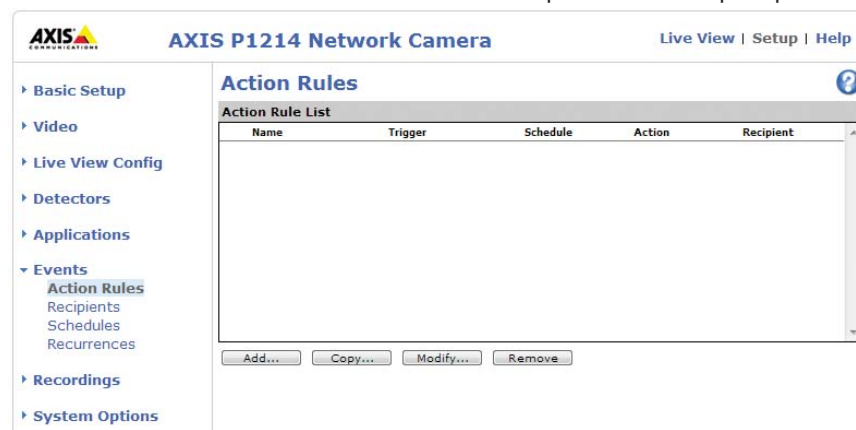 AXIS
COMMUNICATIONS
AXIS P1214 Network Camera
Live View | Setup | Help
Basic Setup
Video
Live View Config
Detectors
Applications
Events
Action Rules
Recipients
Schedules
Recurrences
Recordings
System Options
Action Rules
?
Action Rule List
Name Trigger Schedule Action Recipient
Add... Copy... Modify... Remove